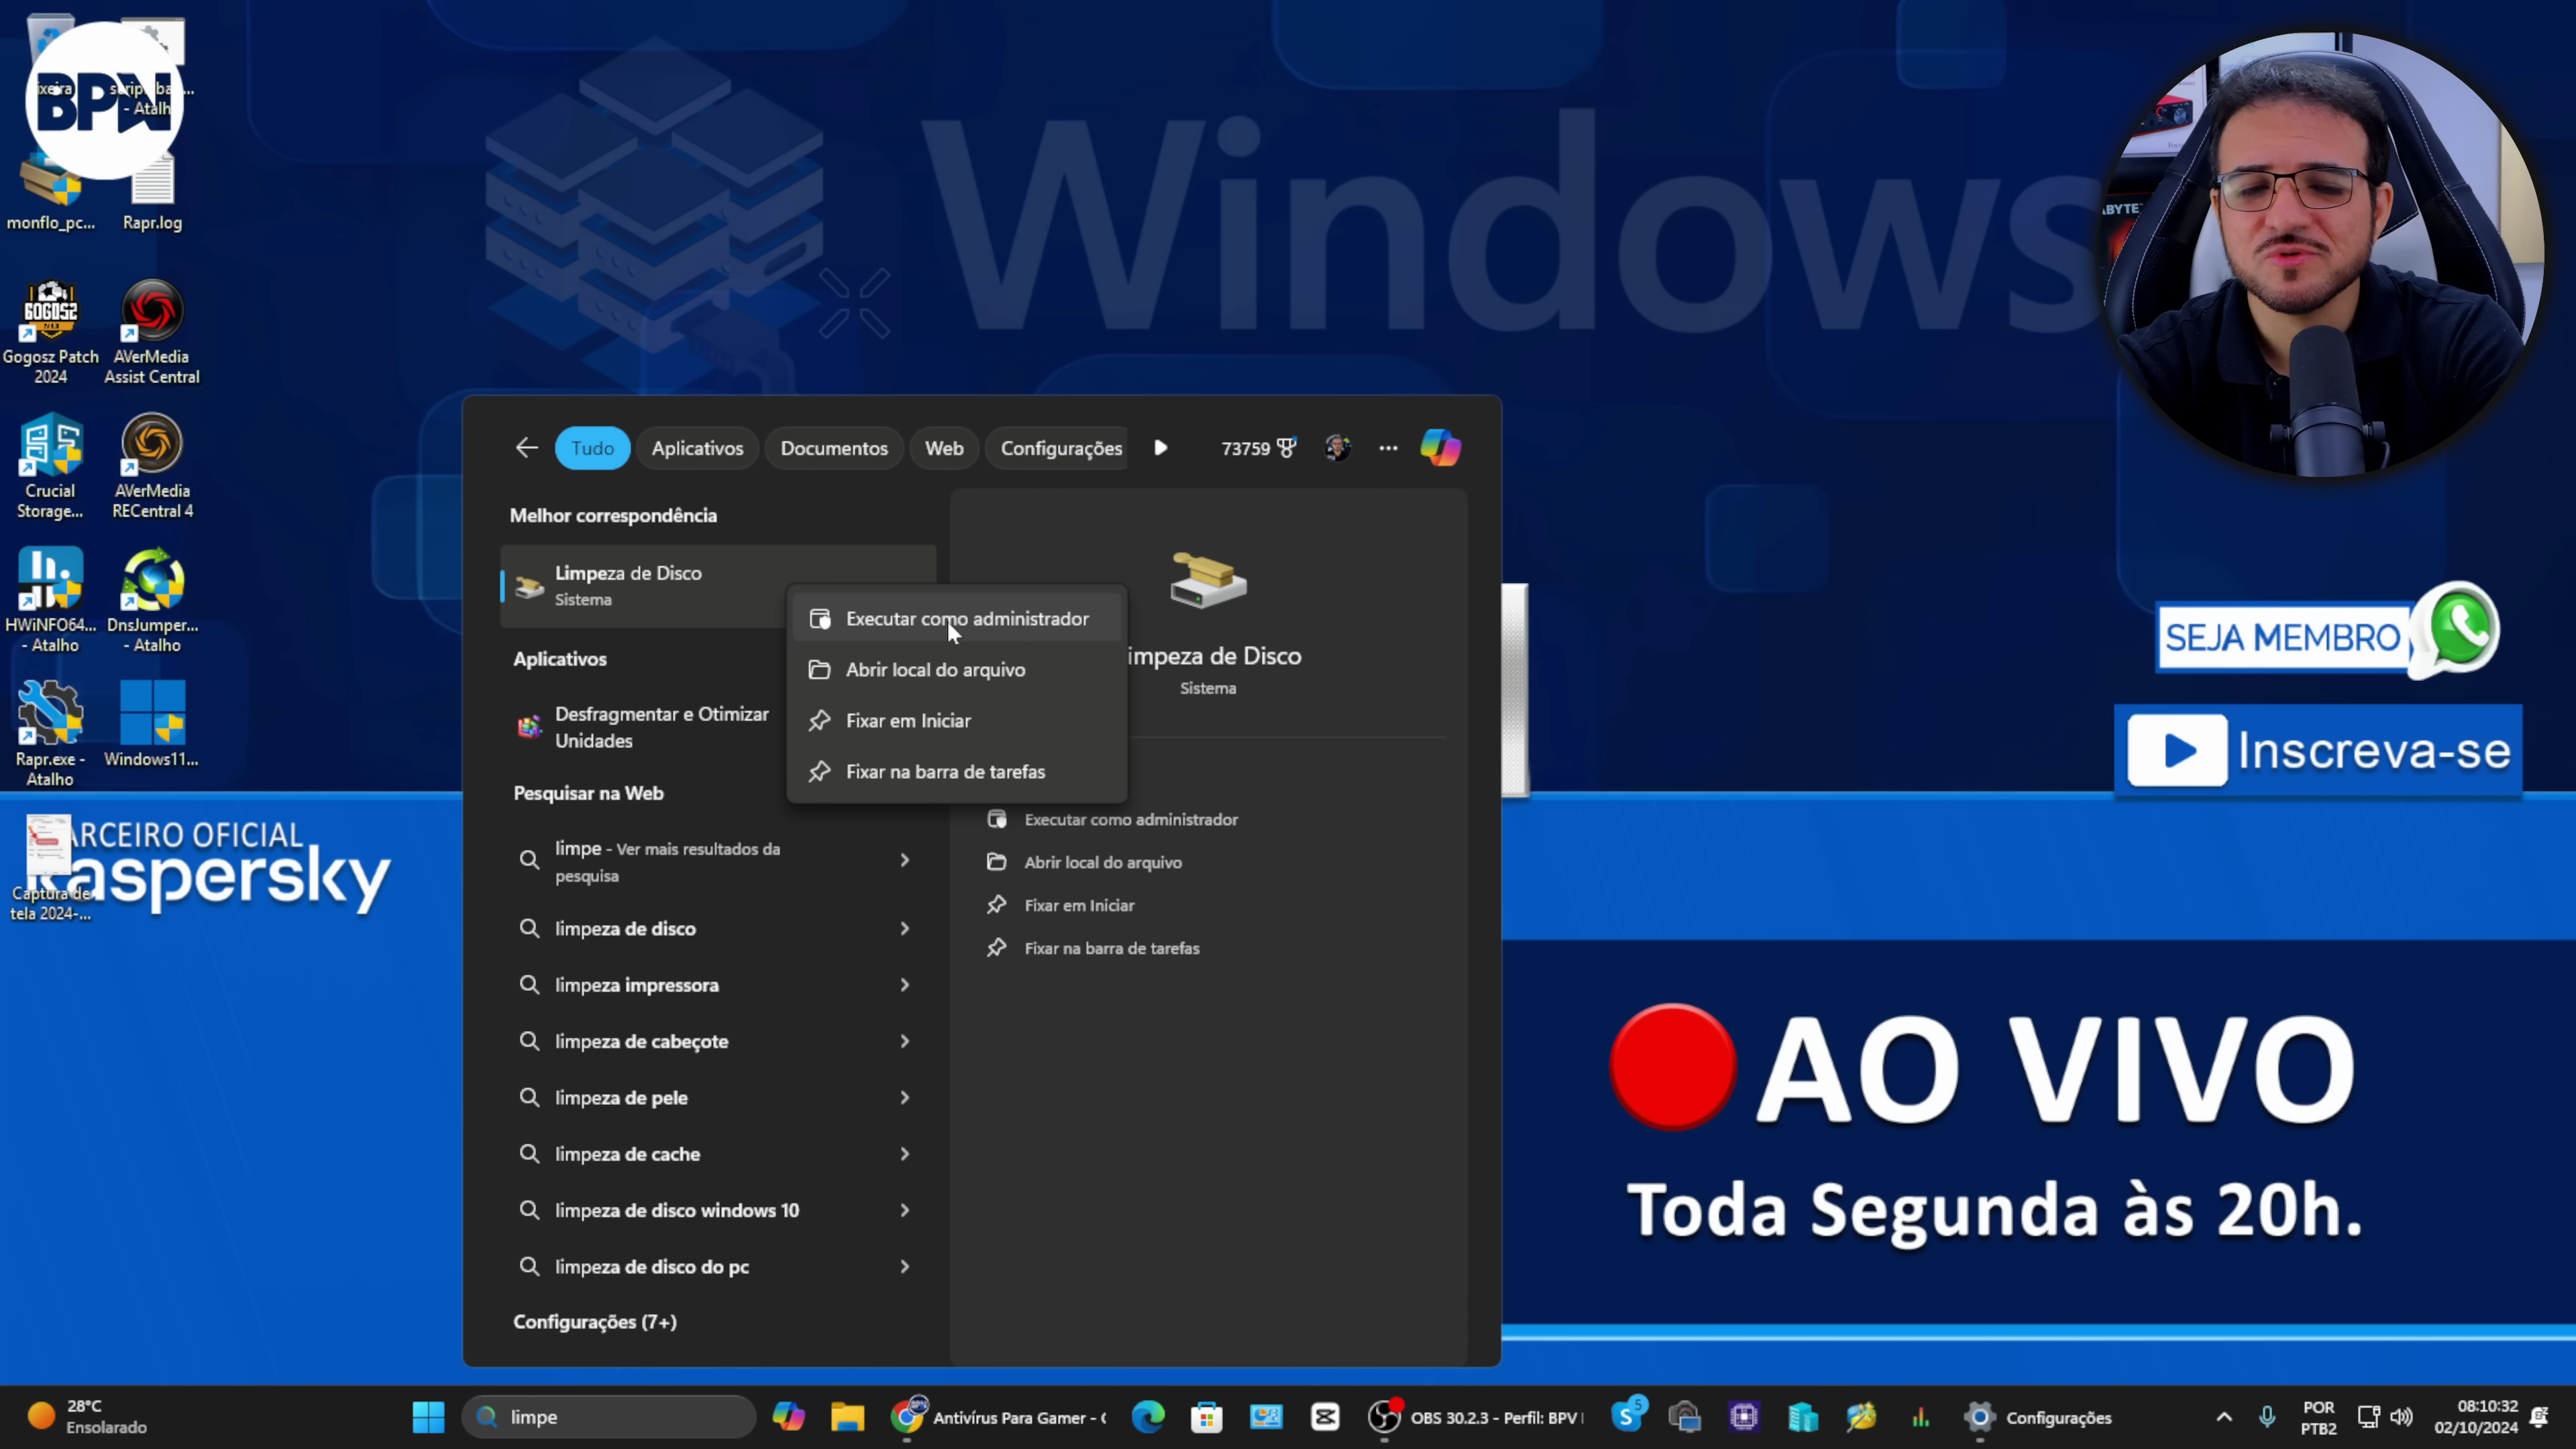 Windows
BPN
ixeira
- Atalh
monflo_pc...
Rapr.log
Gogosz Patch
2024
AVerMedia
Assist Central
Crucial
Storage...
AVerMedia
RECentral 4
HWiNFO64...
- Atalho
DnsJumper...
- Atalho
Rapr.exe -
Atalho
Windows11...
ARCEIRO OFICIAL
kaspersky
Captura de
tela 2024-...
Tudo
Aplicativos
Documentos
Web
Configurações
73759
Melhor correspondência
Limpeza de Disco
Sistema
Aplicativos
Desfragmentar e Otimizar
Unidades
Pesquisar na Web
limpe - Ver mais resultados da
pesquisa
limpeza de disco
limpeza impressora
limpeza de cabeçote
limpeza de pele
limpeza de cache
limpeza de disco windows 10
limpeza de disco do pc
Configurações (7+)
Executar como administrador
Abrir local do arquivo
Fixar em Iniciar
Fixar na barra de tarefas
impeza de Disco
Sistema
Executar como administrador
Abrir local do arquivo
Fixar em Iniciar
Fixar na barra de tarefas
SEJA MEMBRO
Inscreva-se
AO VIVO
Toda Segunda às 20h.
28°C
Ensolarado
limpe
Antivírus Para Gamer - 
OBS 30.2.3 - Perfil: BPV
5
Configurações
POR
PTB2
08:10:32
02/10/2024